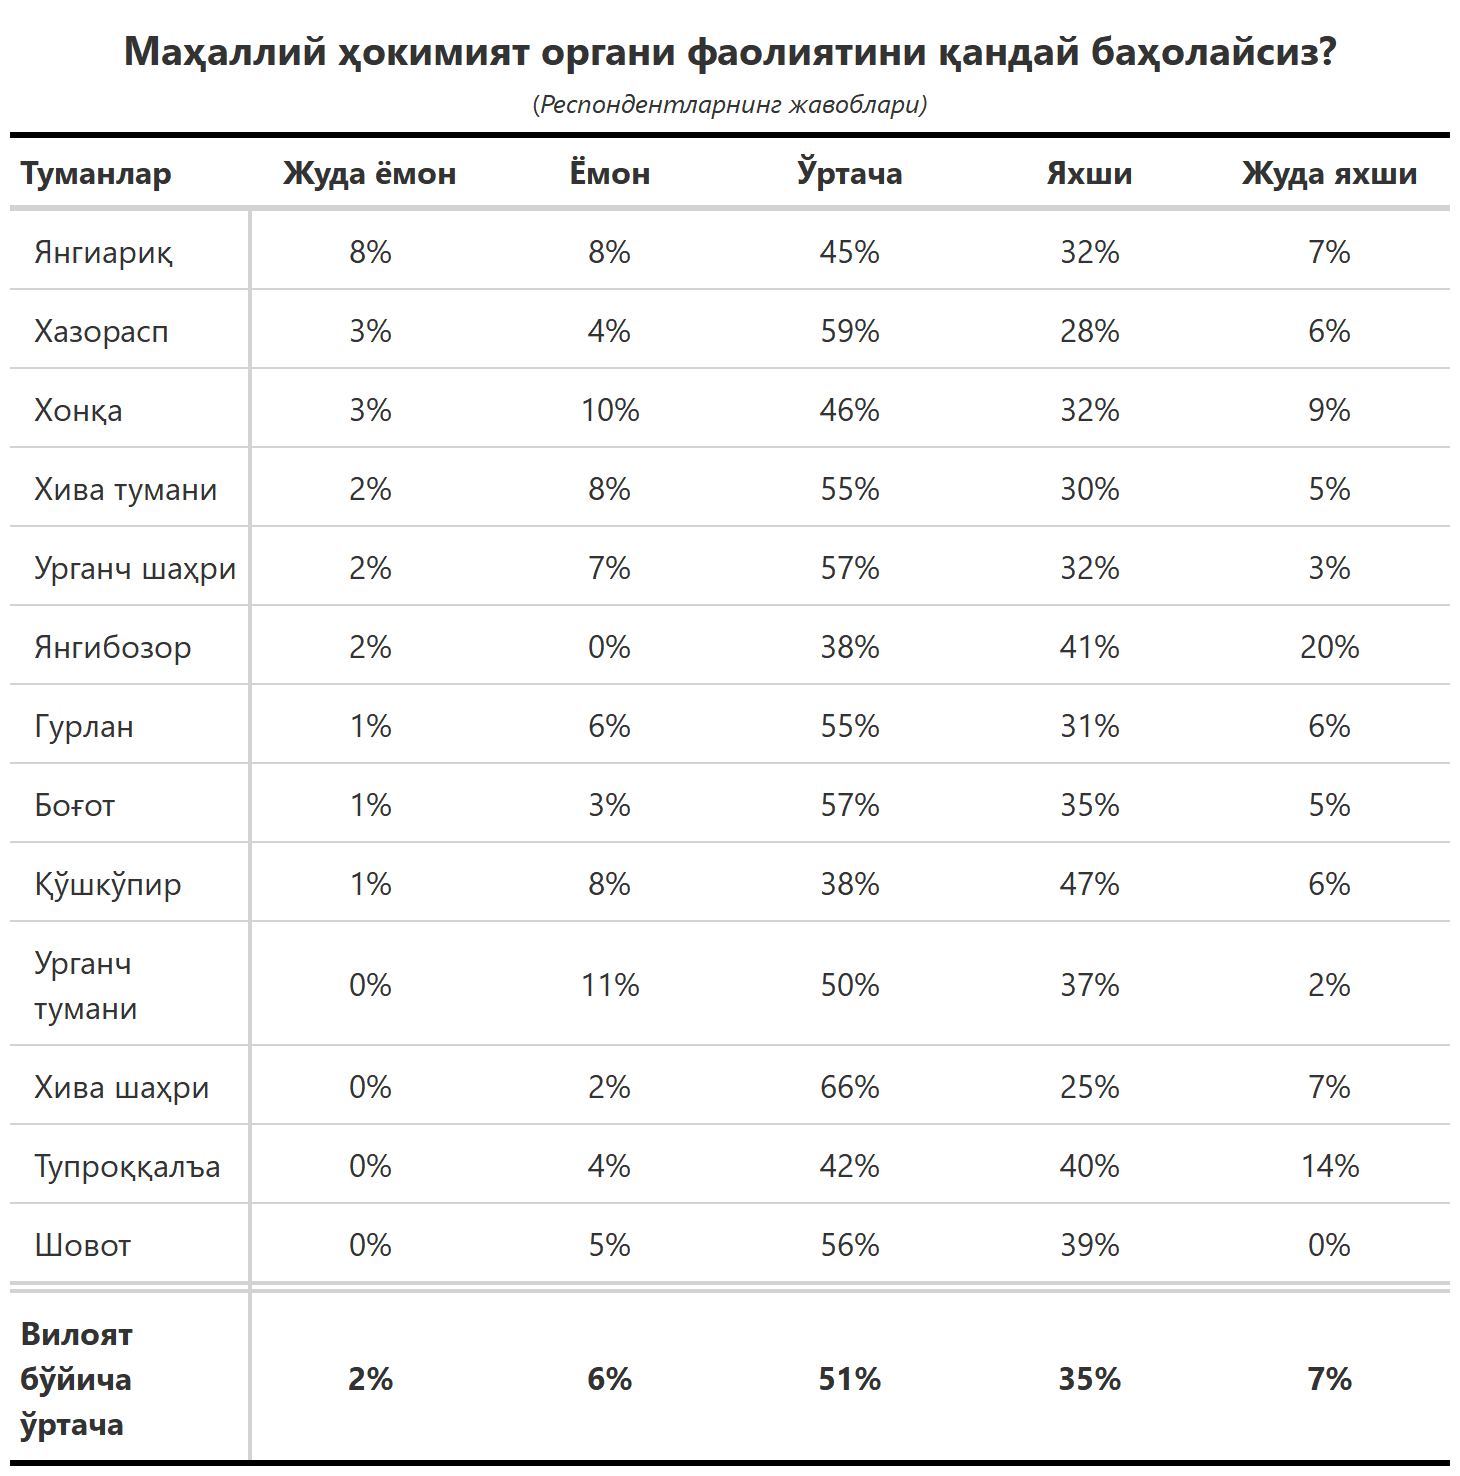 Маҳаллий ҳокимият органи фаолиятини қандай баҳолайсиз?
(Респондентларнинг жавоблари)
Туманлар Жуда ёмон Ёмон Ўртача Яхши Жуда яхши
Янгиариқ 8% 8% 45% 32% 7%
Хазорасп 3% 4% 59% 28% 6%
Хонқа 3% 10% 46% 32% 9%
Хива тумани 2% 8% 55% 30% 5%
Урганч шаҳри 2% 7% 57% 32% 3%
Янгибозор 2% 0% 38% 41% 20%
Гурлан 1% 6% 55% 31% 6%
Боғот 1% 3% 57% 35% 5%
Қўшкўпир 1% 8% 38% 47% 6%
Урганч
тумани 0% 11% 50% 37% 2%
Хива шаҳри 0% 2% 66% 25% 7%
Тупроққалъа 0% 4% 42% 40% 14%
Шовот 0% 5% 56% 39% 0%
Вилоят
бўйича 2% 6% 51% 35% 7%
ўртача